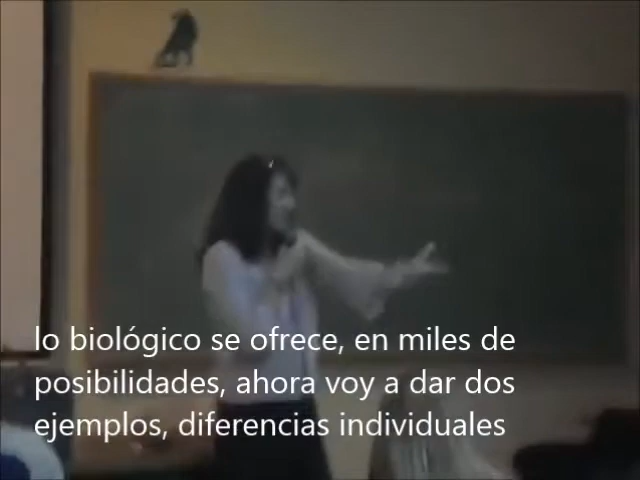 lo biológico se ofrece, en miles de
posibilidades, ahora voy a dar dos
ejemplos, diferencias individuales